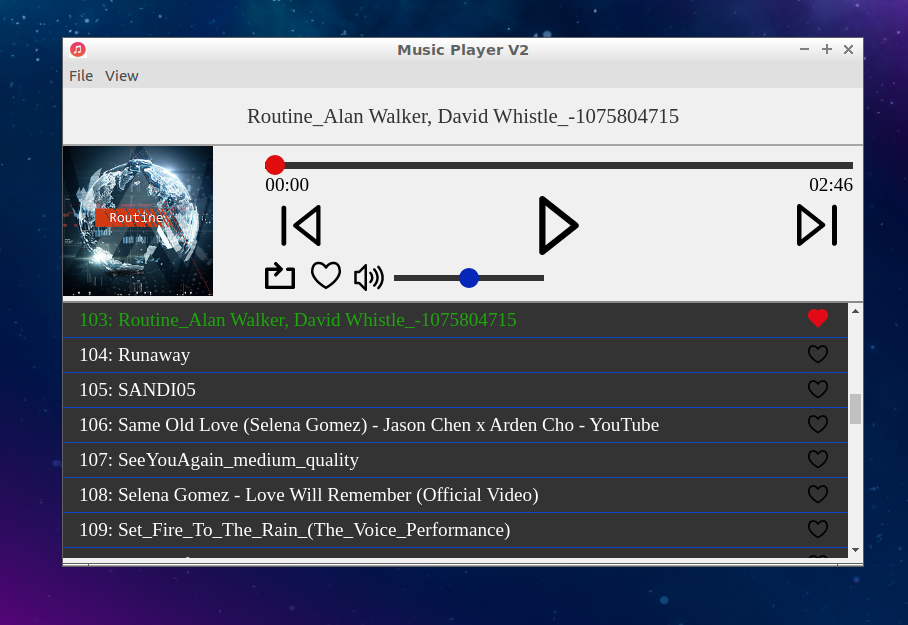 Music Player V2
File View
Routine_Alan Walker, David Whistle_-1075804715
Routine
00:00 02:46
103: Routine_Alan Walker, David Whistle_-1075804715
104: Runaway
105: SANDI05
106: Same Old Love (Selena Gomez) - Jason Chen x Arden Cho - YouTube
107: SeeYouAgain_medium_quality
108: Selena Gomez - Love Will Remember (Official Video)
109: Set_Fire_To_The_Rain_(The_Voice_Performance)